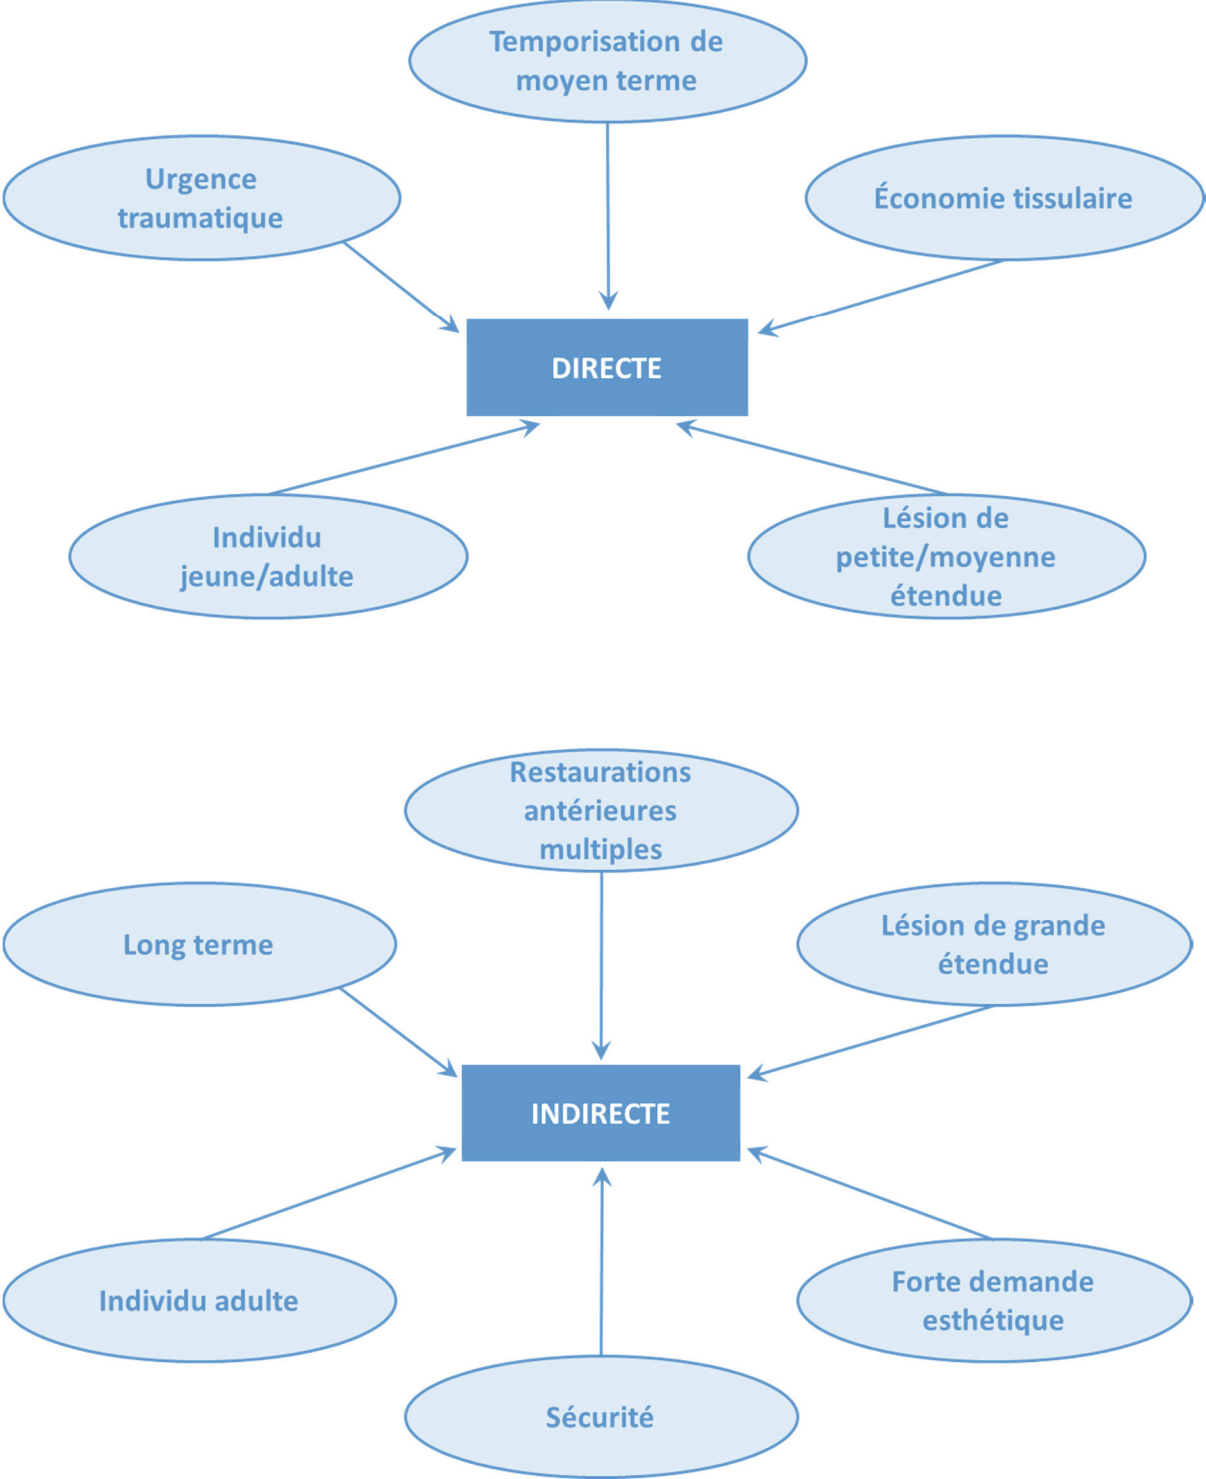 Temporisation de
moyen terme
Urgence
traumatique
Économie tissulaire
DIRECTE
Individu
jeune/adulte
Lésion de
petite/moyenne
étendue
Restaurations
antérieures
multiples
Long terme
Lésion de grande
étendue
INDIRECTE
Individu adulte
Forte demande
esthétique
Sécurité